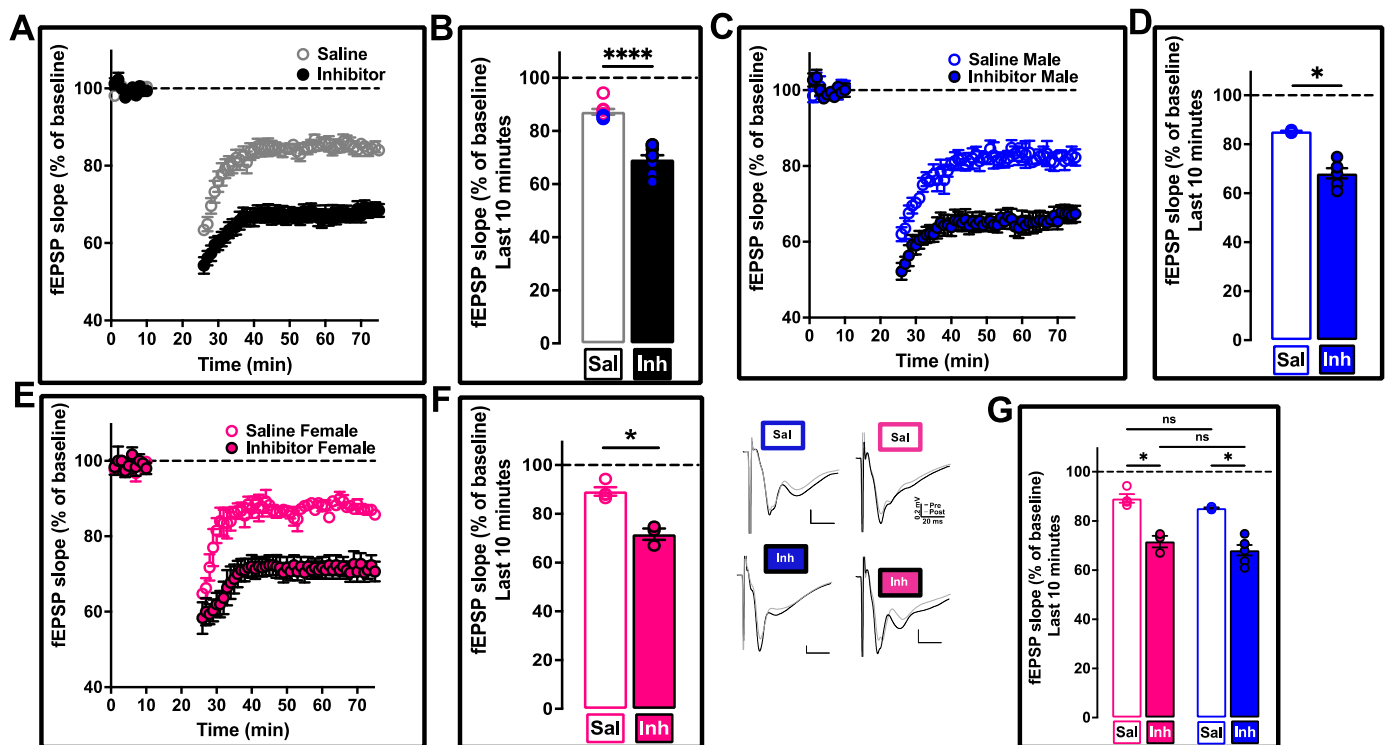 A
fEPSP slope (% of baseline)
100
80
60
40
Saline
Inhibitor
0 10 20 30 40 50 60 70
Time (min)
B
fEPSP slope (% of baseline)
Last 10 minutes
100
80
60
40
20
0
****
Sal Inh
C
fEPSP slope (% of baseline)
100
80
60
40
Saline Male
Inhibitor Male
0 10 20 30 40 50 60 70
Time (min)
D
fEPSP slope (% of baseline)
Last 10 minutes
100
80
60
40
20
0
*
Sal Inh
E
fEPSP slope (% of baseline)
100
80
60
40
Saline Female
Inhibitor Female
0 10 20 30 40 50 60 70
Time (min)
F
fEPSP slope (% of baseline)
Last 10 minutes
100
80
60
40
20
0
*
Sal Inh
Sal
Sal
0.2 mV
Pre
Post
20 ms
Inh
Inh
G
fEPSP slope (% of baseline)
Last 10 minutes
100
80
60
40
20
0
ns
ns
* *
Sal Inh Sal Inh